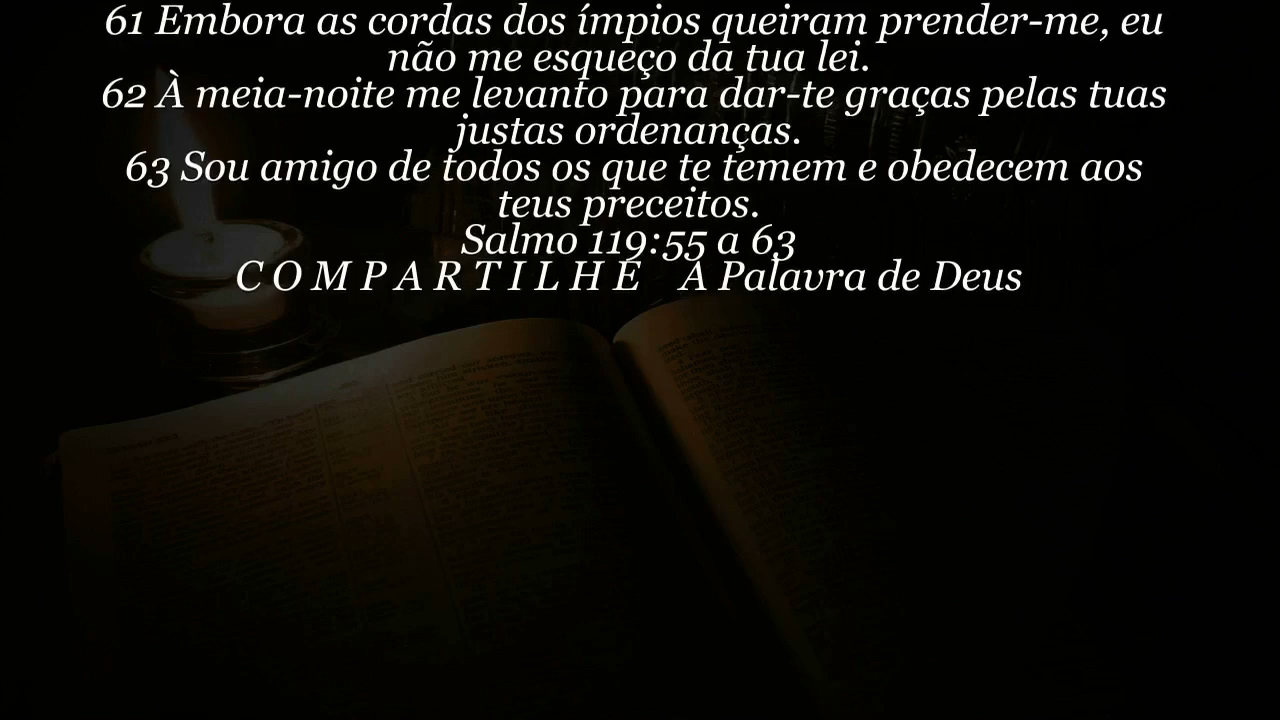 61 Embora as cordas dos ímpios queiram prender-me, eu
não me esqueço da tua lei.
62 À meia-noite me levanto para dar-te graças pelas tuas
justas ordenanças.
63 Sou amigo de todos os que te temem e obedecem aos
teus preceitos.
Salmo 119:55 a 63
C O M P A R T I L H E A Palavra de Deus